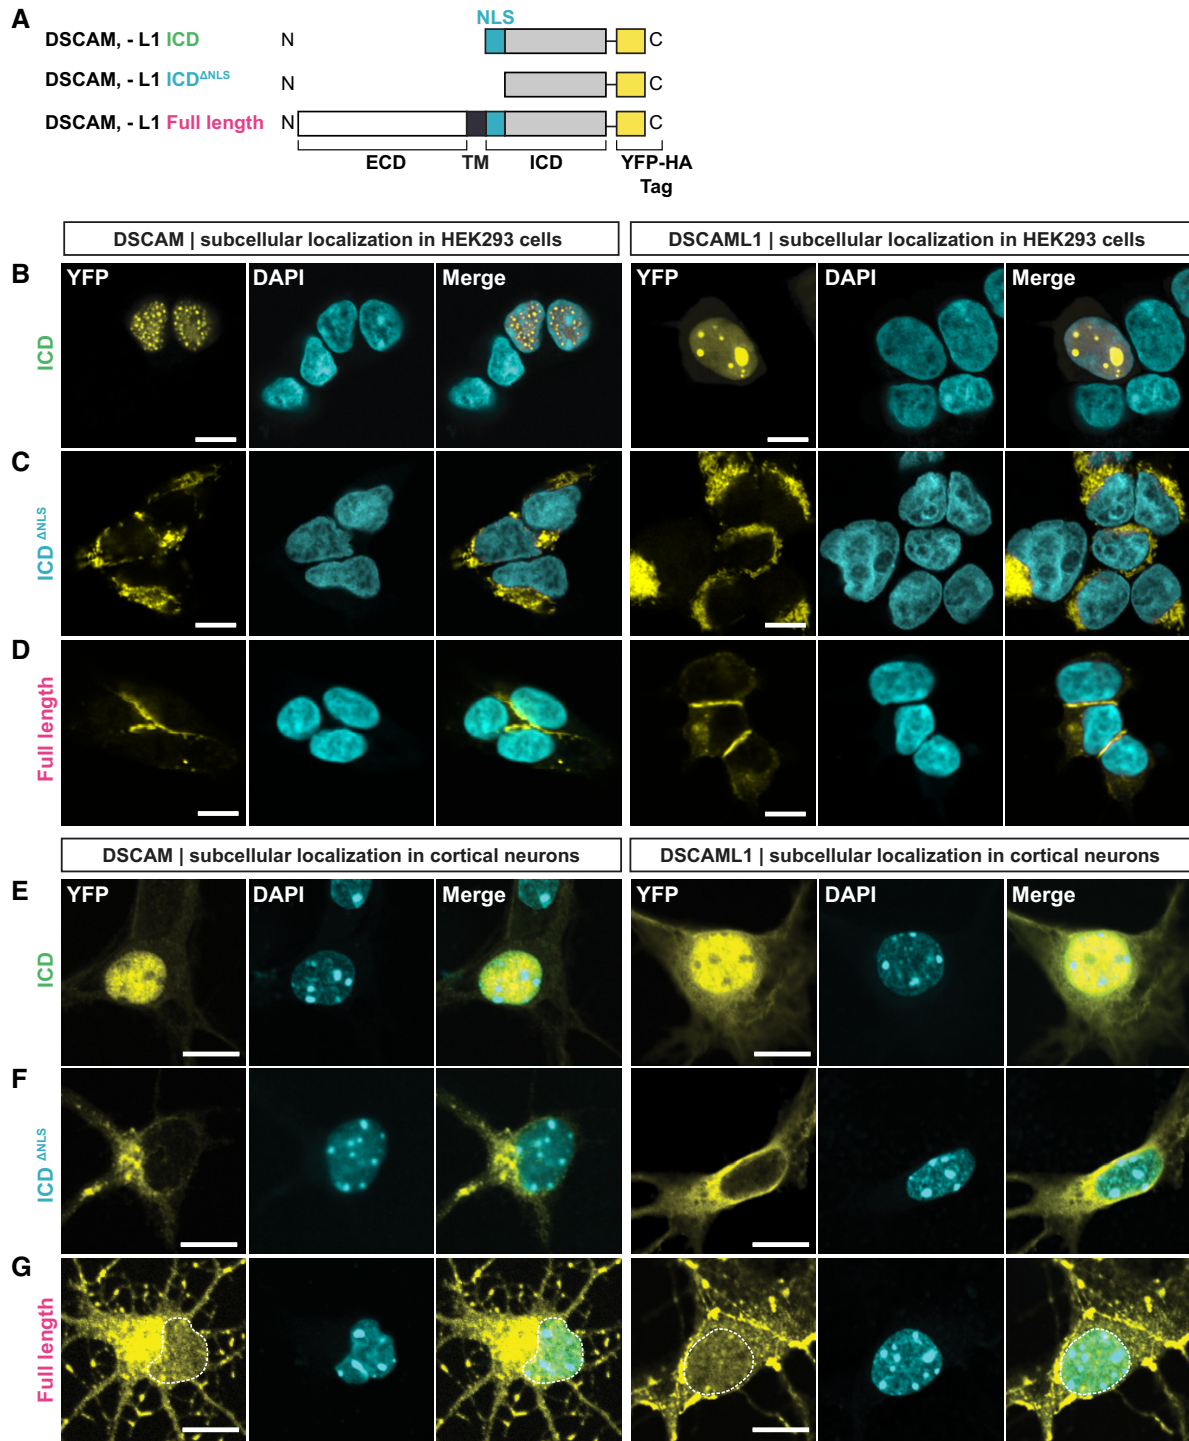 A
NLS
DSCAM, - L1 ICD N C
DSCAM, - L1 ICD^ΔNLS N C
DSCAM, - L1 Full length N C
ECD TM ICD YFP-HA
Tag
DSCAM | subcellular localization in HEK293 cells
DSCAML1 | subcellular localization in HEK293 cells
B
YFP DAPI Merge YFP DAPI Merge
ICD
C
ICD ΔNLS
D
Full length
DSCAM | subcellular localization in cortical neurons
DSCAML1 | subcellular localization in cortical neurons
E
YFP DAPI Merge YFP DAPI Merge
ICD
F
ICD ΔNLS
G
Full length